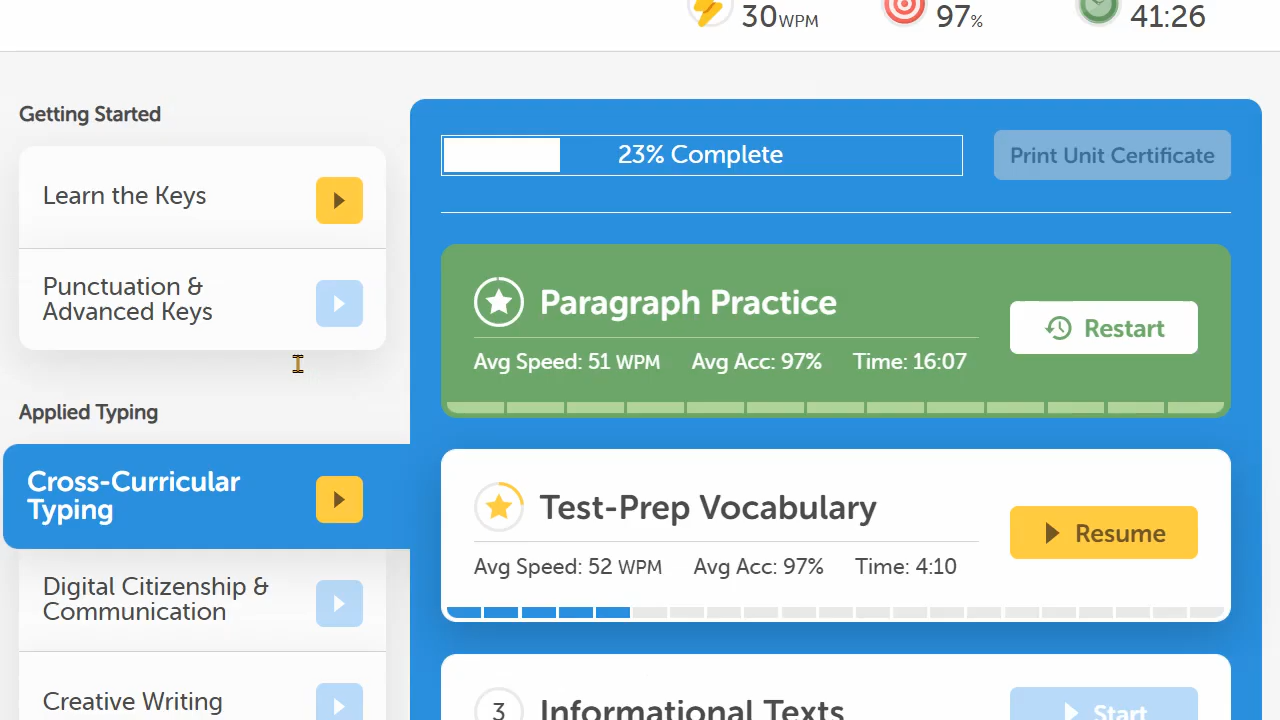 30WPM
97%
41:26
Getting Started
Learn the Keys
Punctuation &
Advanced Keys
Applied Typing
Cross-Curricular
Typing
Digital Citizenship &
Communication
Creative Writing
23% Complete
Print Unit Certificate
Paragraph Practice
Avg Speed: 51 WPM
Avg Acc: 97%
Time: 16:07
Restart
Test-Prep Vocabulary
Avg Speed: 52 WPM
Avg Acc: 97%
Time: 4:10
Resume
3
Informational Texts
Start